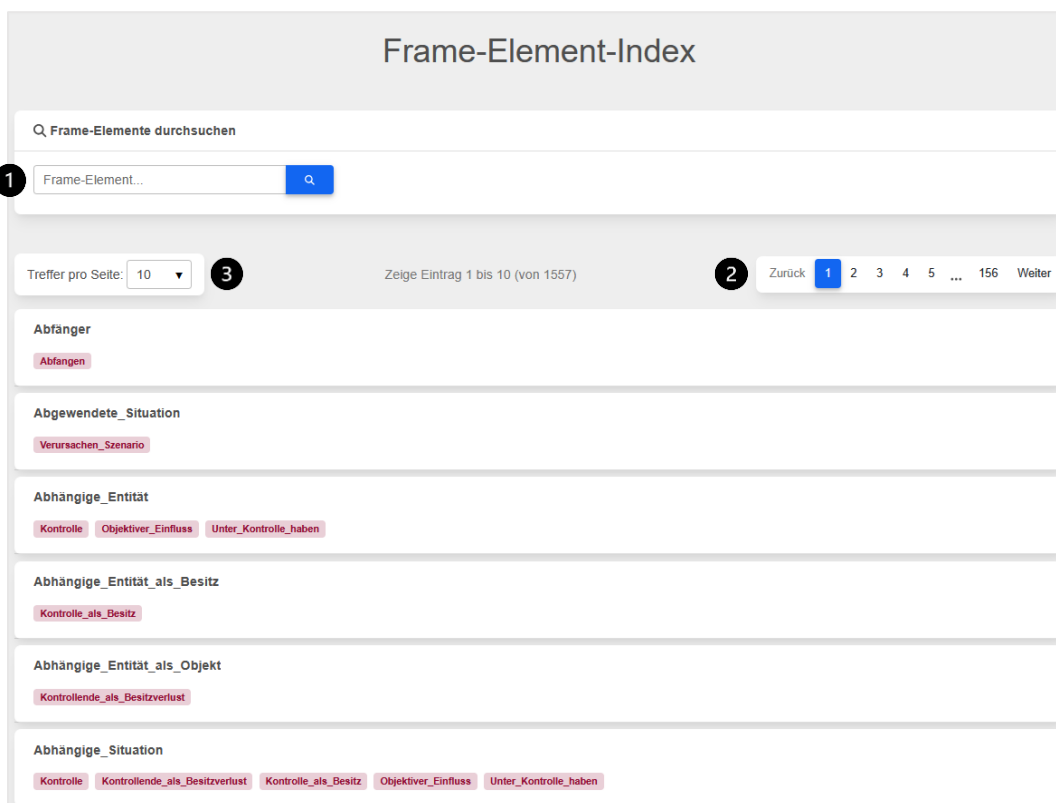 Frame-Element-Index
Frame-Elemente durchsuchen
1 Frame-Element...
Treffer pro Seite: 10 3 Zeige Eintrag 1 bis 10 (von 1557) 2 Zurück 1 2 3 4 5 ... 156 Weiter
Abfänger
Abfangen
Abgewendete_Situation
Verursachen_Szenario
Abhängige_Entität
Kontrolle Objektiver_Einfluss Unter_Kontrolle_haben
Abhängige_Entität_als_Besitz
Kontrolle_als_Besitz
Abhängige_Entität_als_Objekt
Kontrollende_als_Besitzverlust
Abhängige_Situation
Kontrolle Kontrollende_als_Besitzverlust Kontrolle_als_Besitz Objektiver_Einfluss Unter_Kontrolle_haben